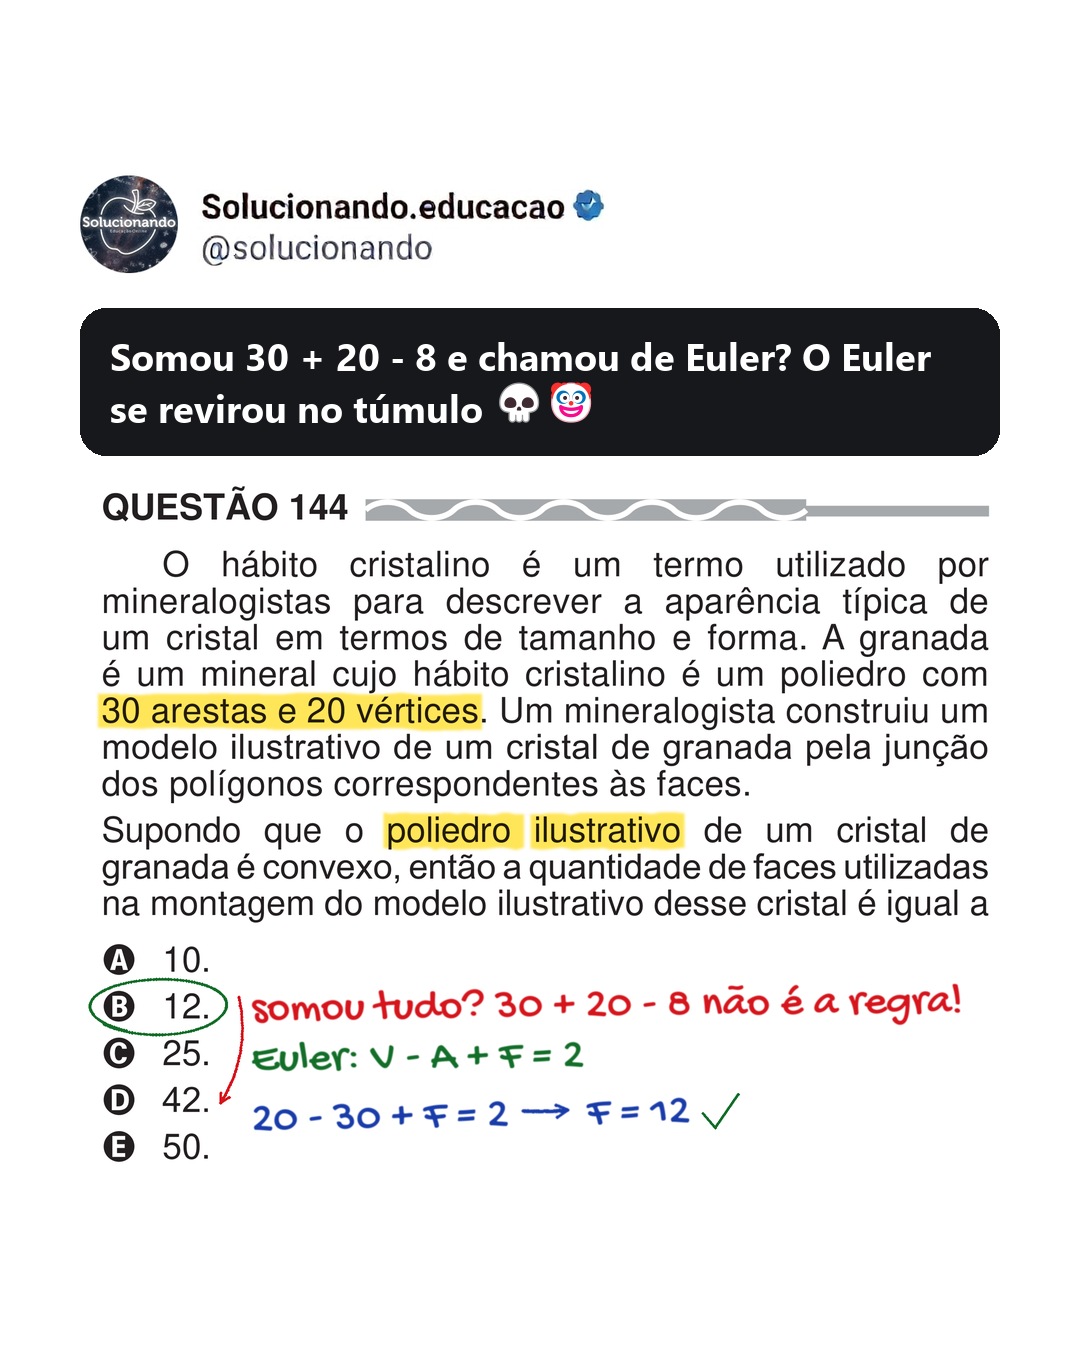 Solucionando
Solucionando.educacao
@solucionando
Somou 30 + 20 - 8 e chamou de Euler? O Euler
se revirou no túmulo 💀🤡
QUESTÃO 144
O hábito cristalino é um termo utilizado por
mineralogistas para descrever a aparência típica de
um cristal em termos de tamanho e forma. A granada
é um mineral cujo hábito cristalino é um poliedro com
30 arestas e 20 vértices. Um mineralogista construiu um
modelo ilustrativo de um cristal de granada pela junção
dos polígonos correspondentes às faces.
Supondo que o poliedro ilustrativo de um cristal de
granada é convexo, então a quantidade de faces utilizadas
na montagem do modelo ilustrativo desse cristal é igual a
A 10.
B 12.
somou tudo? 30 + 20 - 8 não é a regra!
C 25.
Euler: V - A + F = 2
D 42.
20 - 30 + F = 2 → F = 12 ✓
E 50.